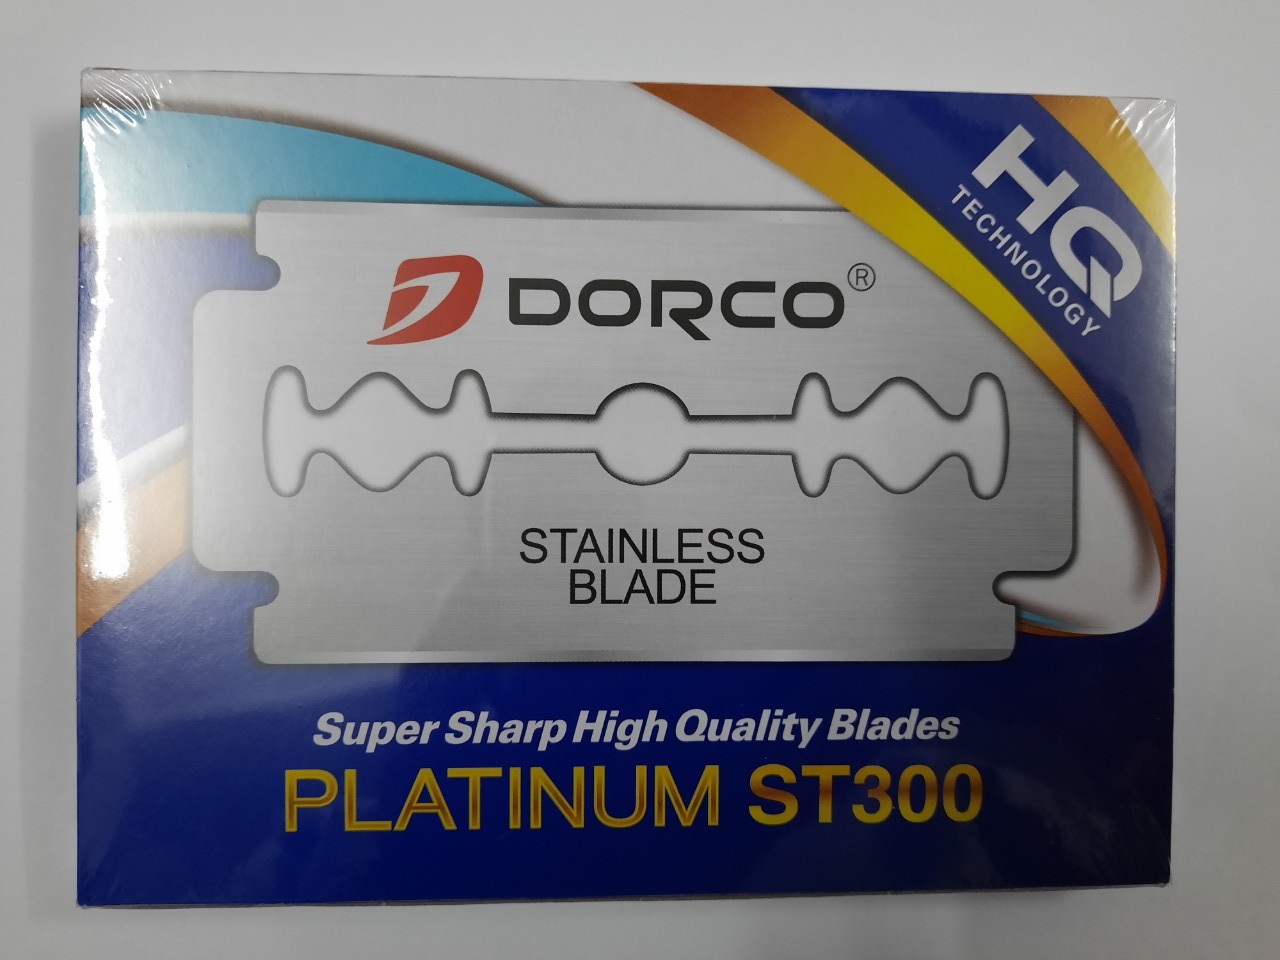 HQ
TECHNOLOGY
DORCO®
STAINLESS
BLADE
Super Sharp High Quality Blades
PLATINUM ST300